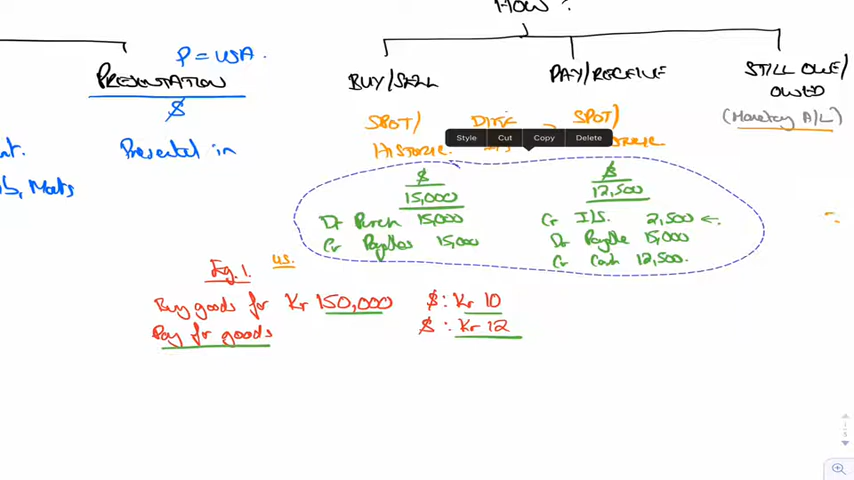 HOW?
P = WA.
PRESENTATION
$
Presented in
BUY/SELL
PAY/RECEIVE
STILL OWE/
OWED
(Monetary A/L)
SPOT/
HISTORIC
DIFF
SPOT/
Style Cut Copy Delete
$
15,000
Dr Purch 15,000
Cr Payables 15,000
$
12,500
Cr I/S. 2,500 ←
Dr Payable 15,000
Cr Cash 12,500.
Eg.1.
Buy goods for Kr 150,000 $: Kr 10
Pay for goods $: Kr 12